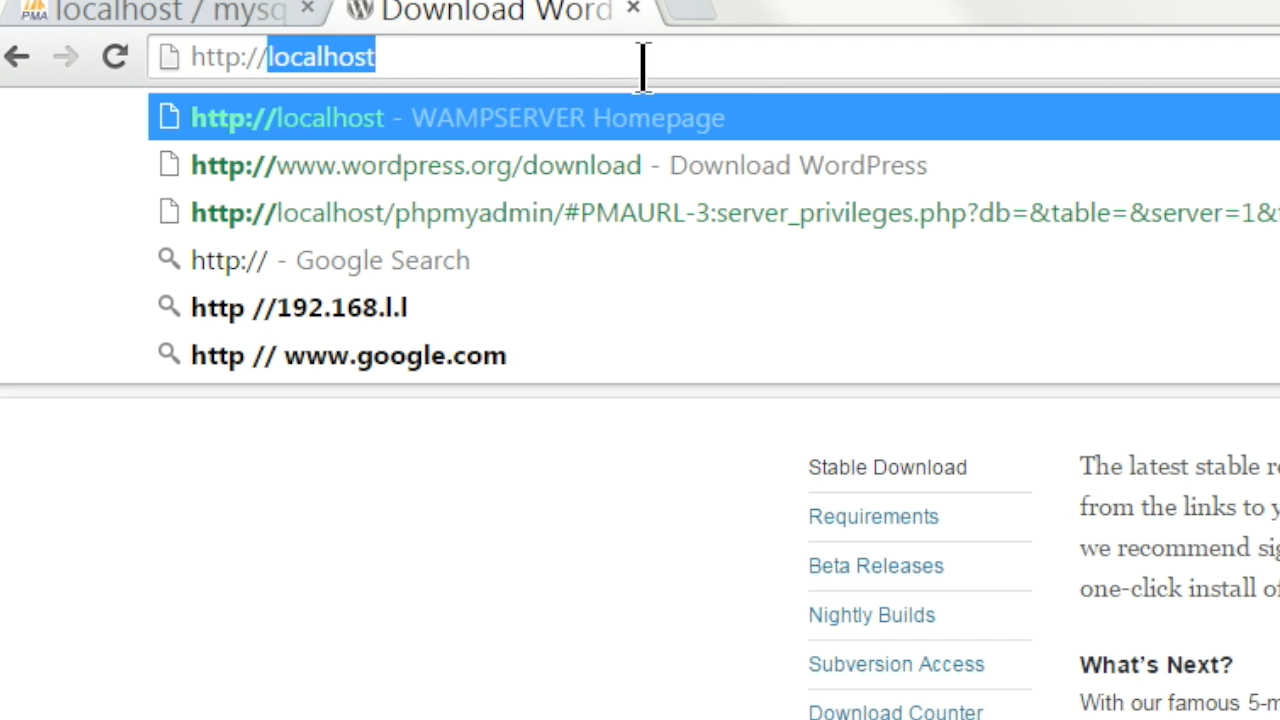 PMA localhost / mysq
Download Word
http://localhost
http://localhost - WAMPSERVER Homepage
http://www.wordpress.org/download - Download WordPress
http://localhost/phpmyadmin/#PMAURL-3:server_privileges.php?db=&table=&server=1&
http:// - Google Search
http //192.168.l.l
http // www.google.com
Stable Download
Requirements
Beta Releases
Nightly Builds
Subversion Access
Download Counter
The latest stable
from the links to
we recommend
one-click install
What's Next?
With our famous